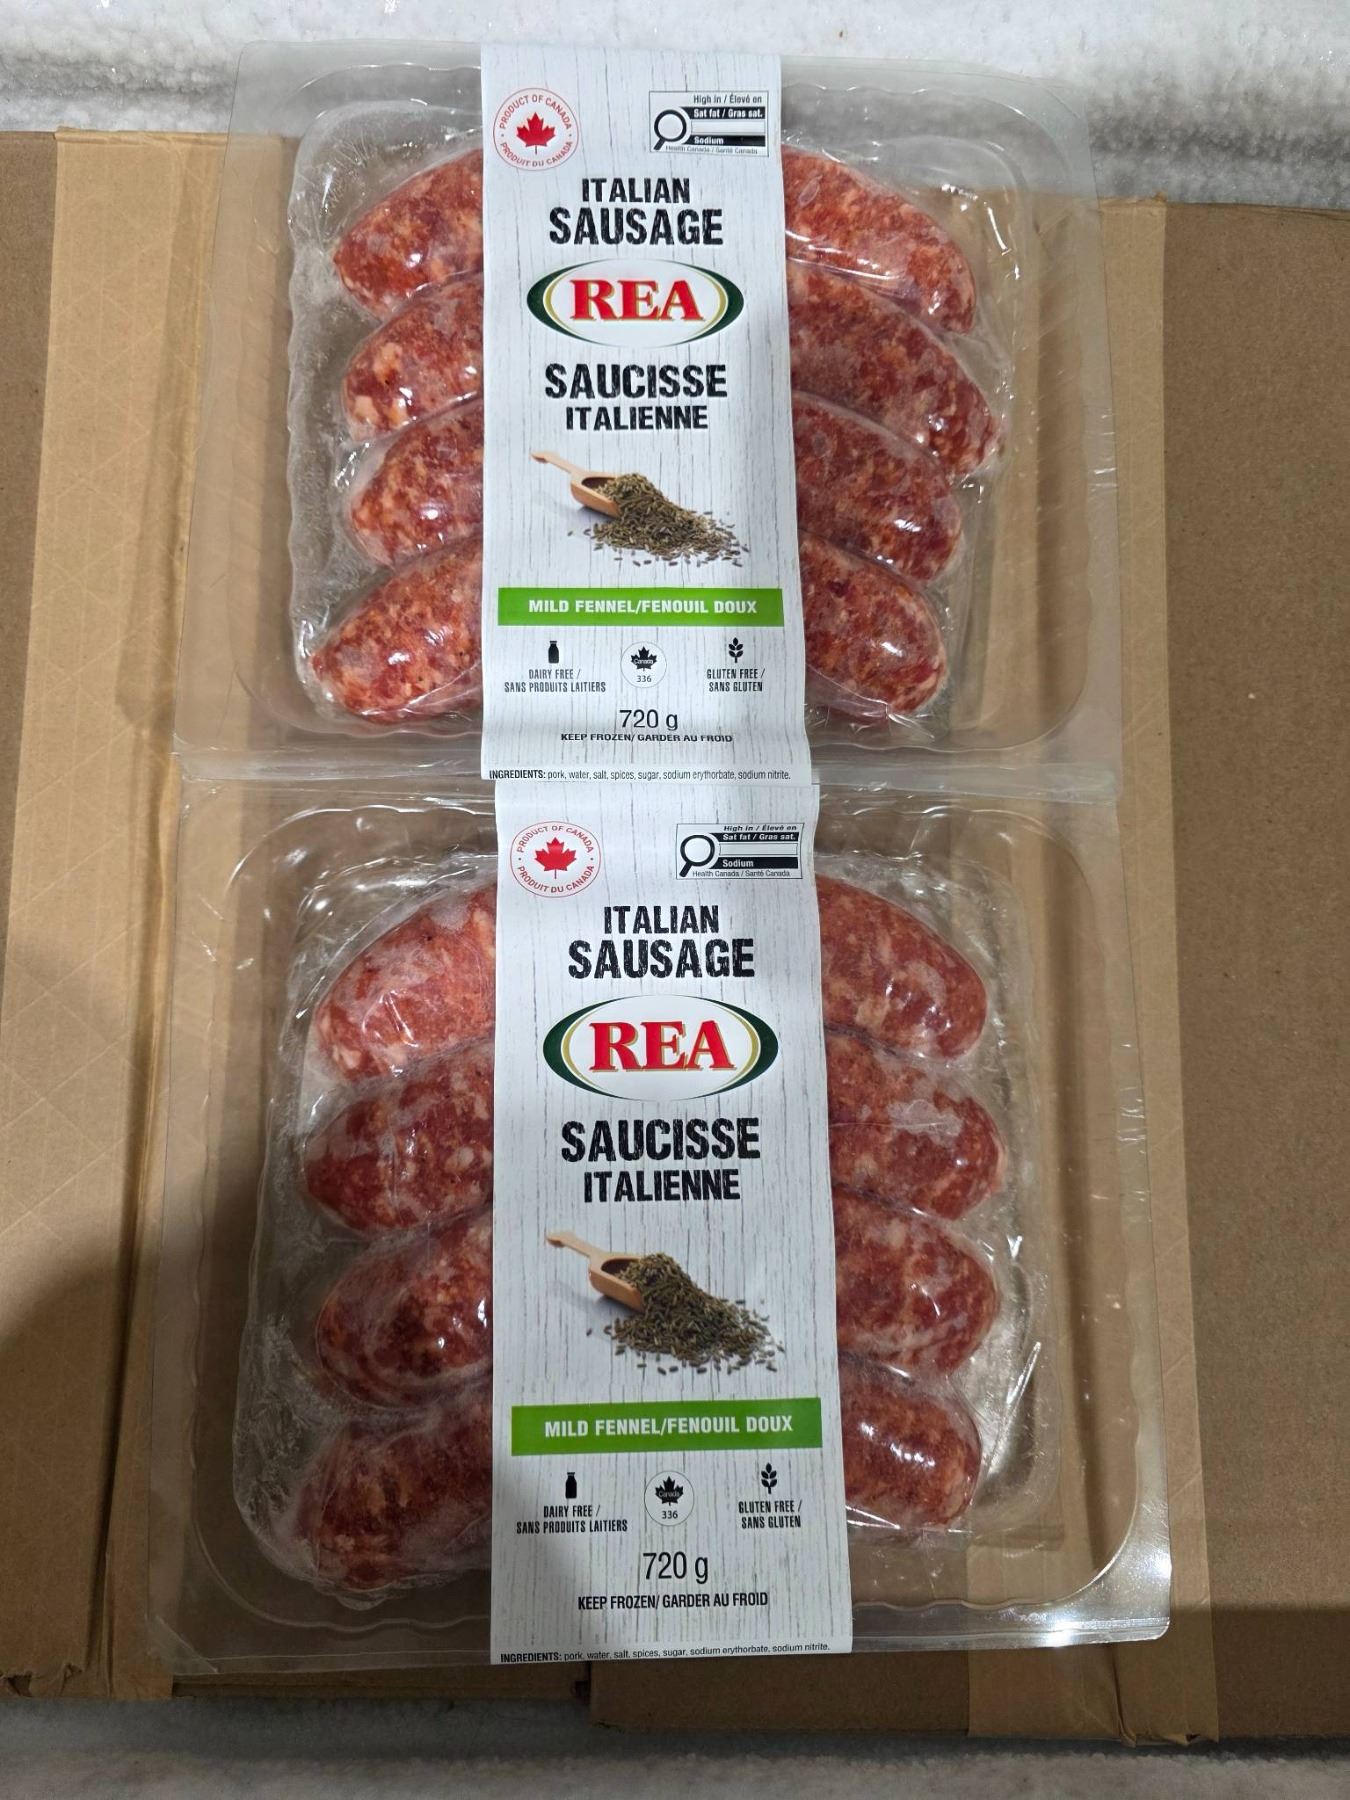 PRODUCT OF CANADA
PRODUIT DU CANADA
High in / Élevé en
Sat fat / Gras sat.
Sodium
Health Canada / Santé Canada
ITALIAN
SAUSAGE
REA
SAUCISSE
ITALIENNE
MILD FENNEL/FENOUIL DOUX
DAIRY FREE /
SANS PRODUITS LAITIERS
Canada
336
GLUTEN FREE /
SANS GLUTEN
720 g
KEEP FROZEN/ GARDER AU FROID
INGREDIENTS: pork, water, salt, spices, sugar, sodium erythorbate, sodium nitrite.
PRODUCT OF CANADA
PRODUIT DU CANADA
High in / Élevé en
Sat fat / Gras sat.
Sodium
Health Canada / Santé Canada
ITALIAN
SAUSAGE
REA
SAUCISSE
ITALIENNE
MILD FENNEL/FENOUIL DOUX
DAIRY FREE /
SANS PRODUITS LAITIERS
Canada
336
GLUTEN FREE /
SANS GLUTEN
720 g
KEEP FROZEN/ GARDER AU FROID
INGREDIENTS: pork, water, salt, spices, sugar, sodium erythorbate, sodium nitrite.